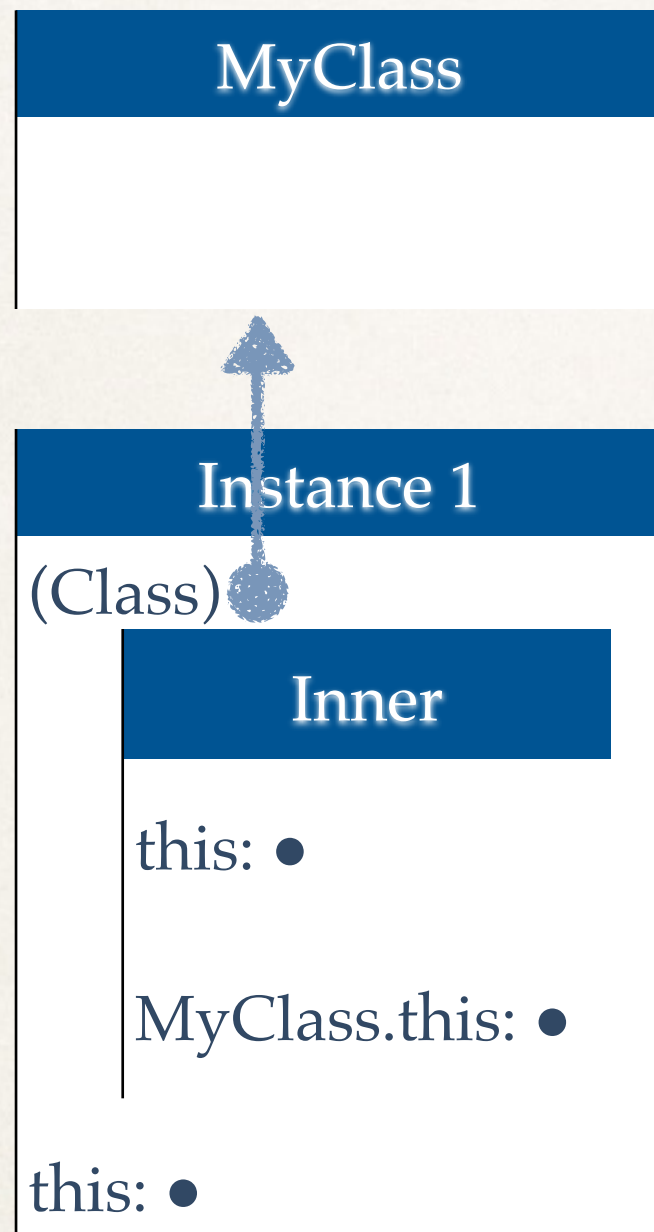 MyClass
Instance 1
(Class)
Inner
this: ●
MyClass.this: ●
this: ●